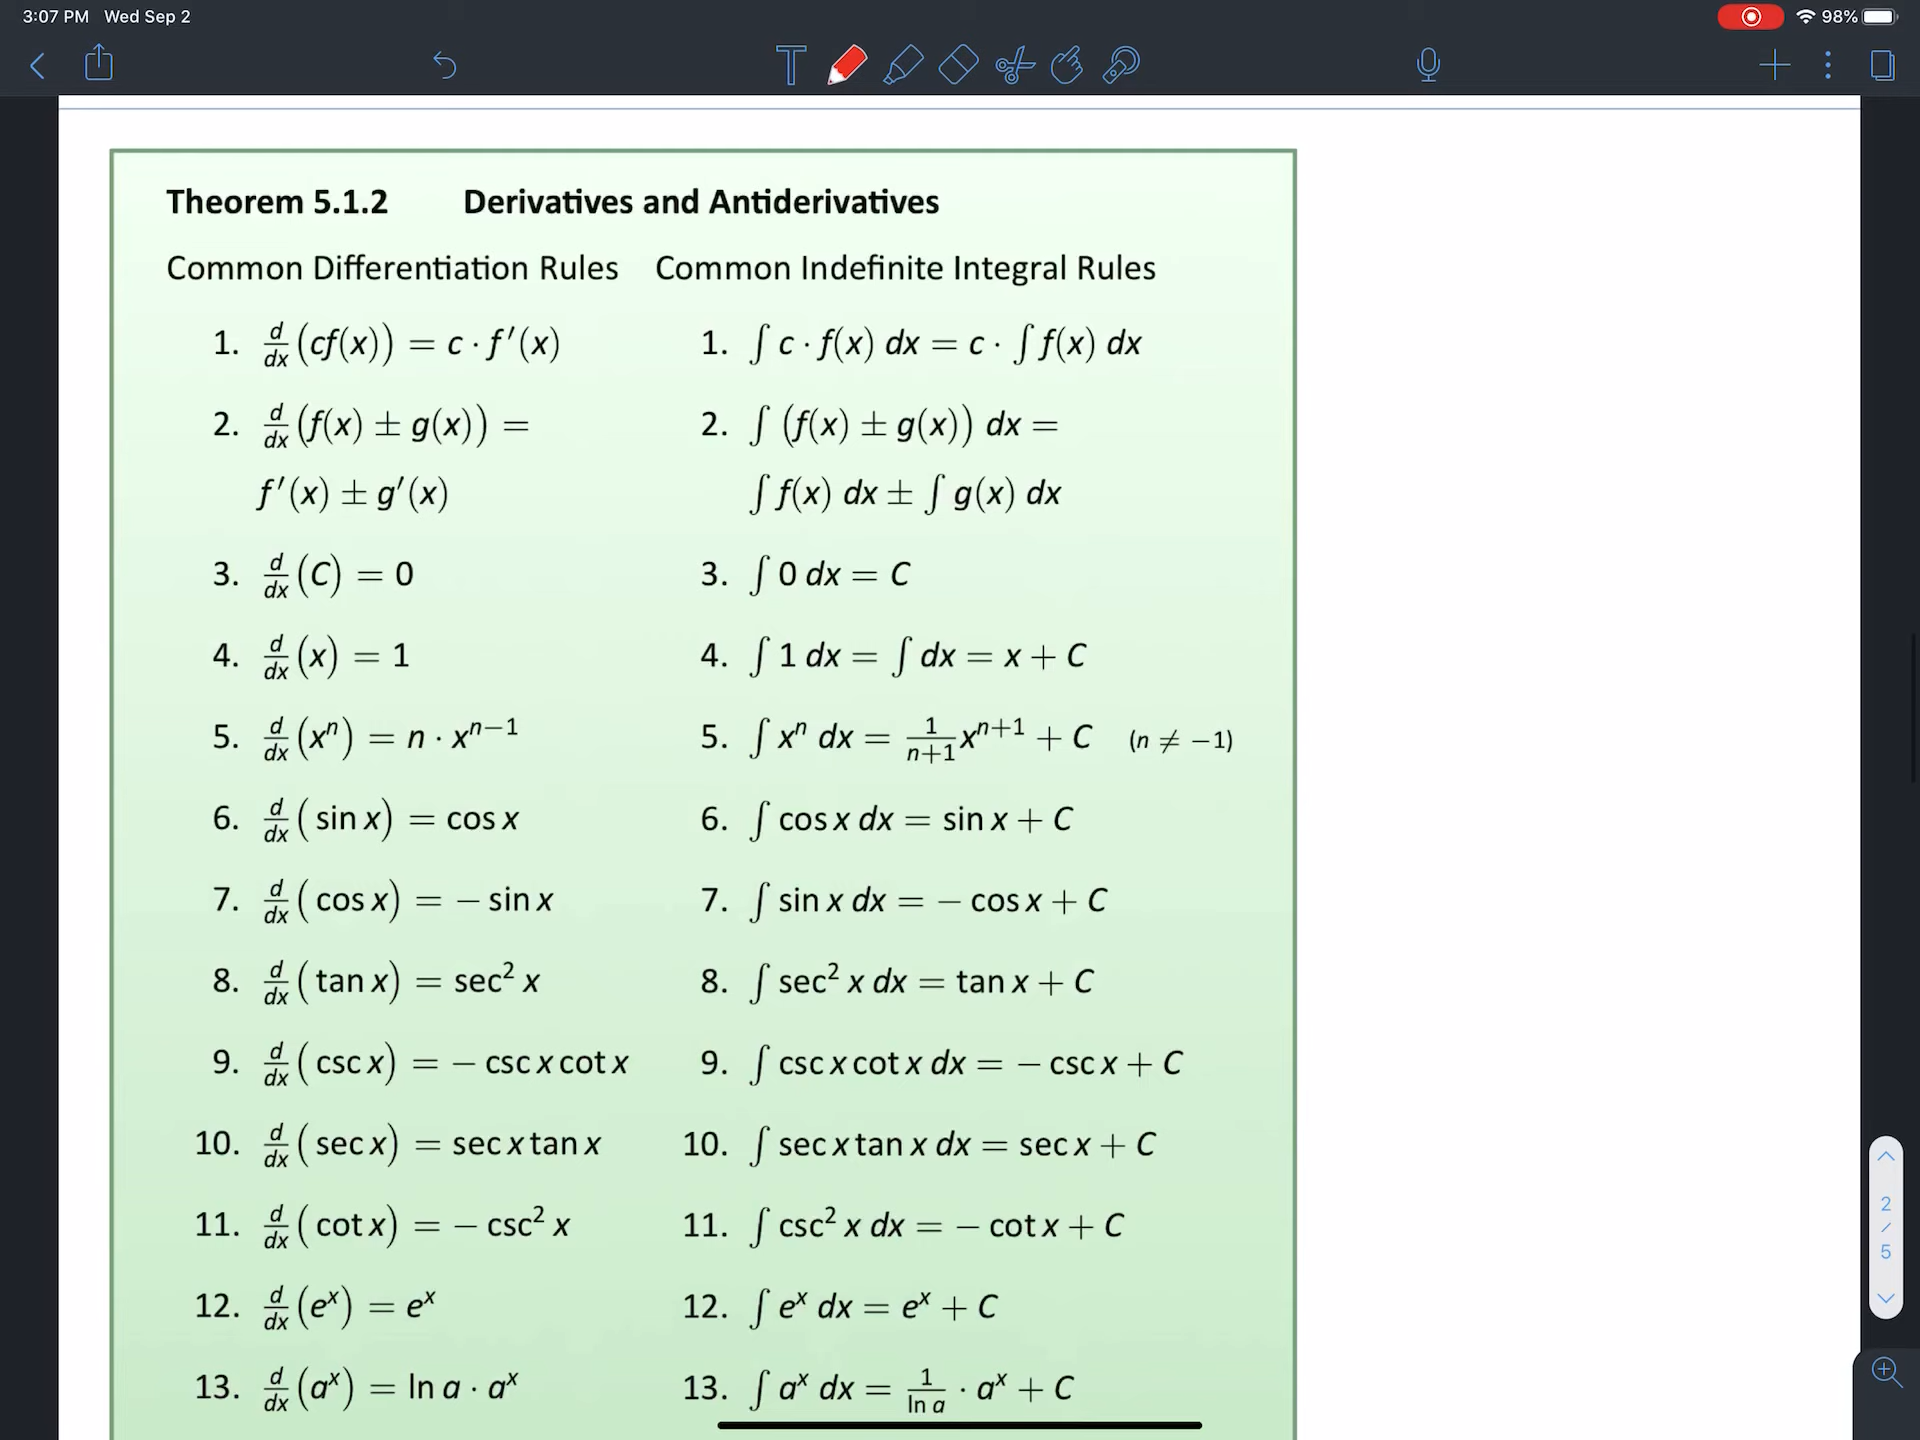 3:07 PM Wed Sep 2
98%
Theorem 5.1.2 Derivatives and Antiderivatives
Common Differentiation Rules Common Indefinite Integral Rules
1. d/dx (cf(x)) = c · f′(x) 1. ∫ c · f(x) dx = c · ∫ f(x) dx
2. d/dx (f(x) ± g(x)) = 2. ∫ (f(x) ± g(x)) dx =
f′(x) ± g′(x) ∫ f(x) dx ± ∫ g(x) dx
3. d/dx (C) = 0 3. ∫ 0 dx = C
4. d/dx (x) = 1 4. ∫ 1 dx = ∫ dx = x + C
5. d/dx (xⁿ) = n · xⁿ⁻¹ 5. ∫ xⁿ dx = 1/(n+1) xⁿ⁺¹ + C (n ≠ −1)
6. d/dx (sin x) = cos x 6. ∫ cos x dx = sin x + C
7. d/dx (cos x) = − sin x 7. ∫ sin x dx = − cos x + C
8. d/dx (tan x) = sec² x 8. ∫ sec² x dx = tan x + C
9. d/dx (csc x) = − csc x cot x 9. ∫ csc x cot x dx = − csc x + C
10. d/dx (sec x) = sec x tan x 10. ∫ sec x tan x dx = sec x + C
11. d/dx (cot x) = − csc² x 11. ∫ csc² x dx = − cot x + C
12. d/dx (eˣ) = eˣ 12. ∫ eˣ dx = eˣ + C
13. d/dx (aˣ) = ln a · aˣ 13. ∫ aˣ dx = 1/ln a · aˣ + C
2
/
5